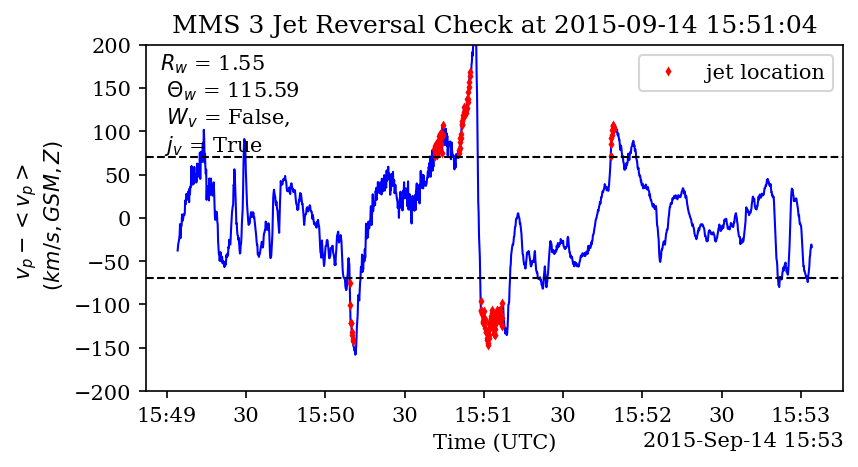 MMS 3 Jet Reversal Check at 2015-09-14 15:51:04
R_w = 1.55
Θ_w = 115.59
W_v = False,
j_v = True
jet location
v_p − < v_p >
(km/s, GSM, Z)
200
150
100
50
0
−50
−100
−150
−200
15:49 30 15:50 30 15:51 30 15:52 30 15:53
Time (UTC)
2015-Sep-14 15:53